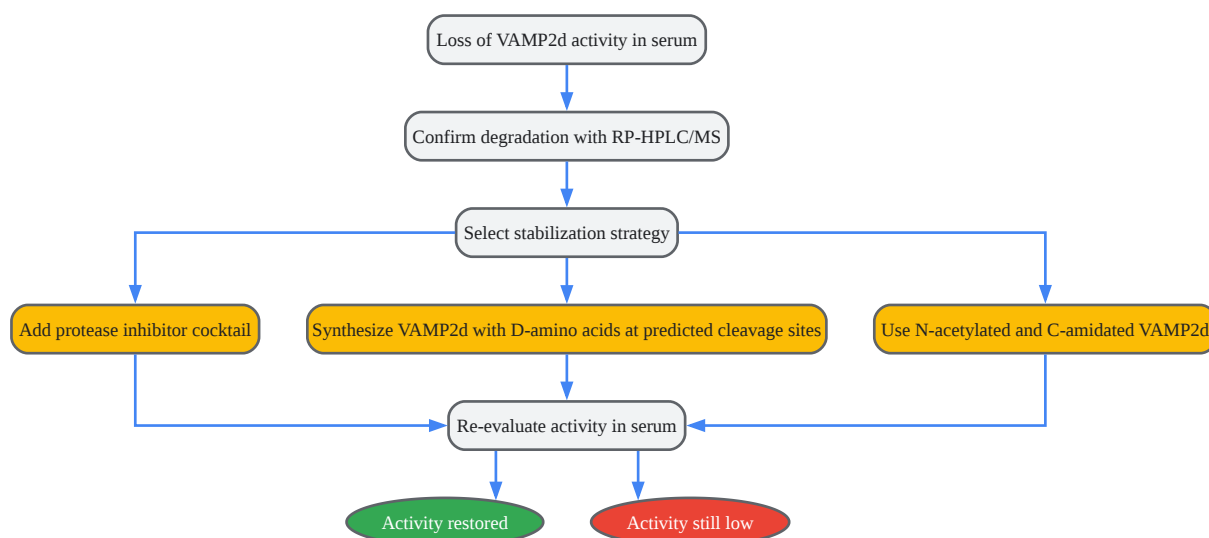 Loss of VAMP2d activity in serum
Confirm degradation with RP-HPLC/MS
Select stabilization strategy
Add protease inhibitor cocktail
Synthesize VAMP2d with D-amino acids at predicted cleavage sites
Use N-acetylated and C-amidated VAMP2d
Re-evaluate activity in serum
Activity restored
Activity still low